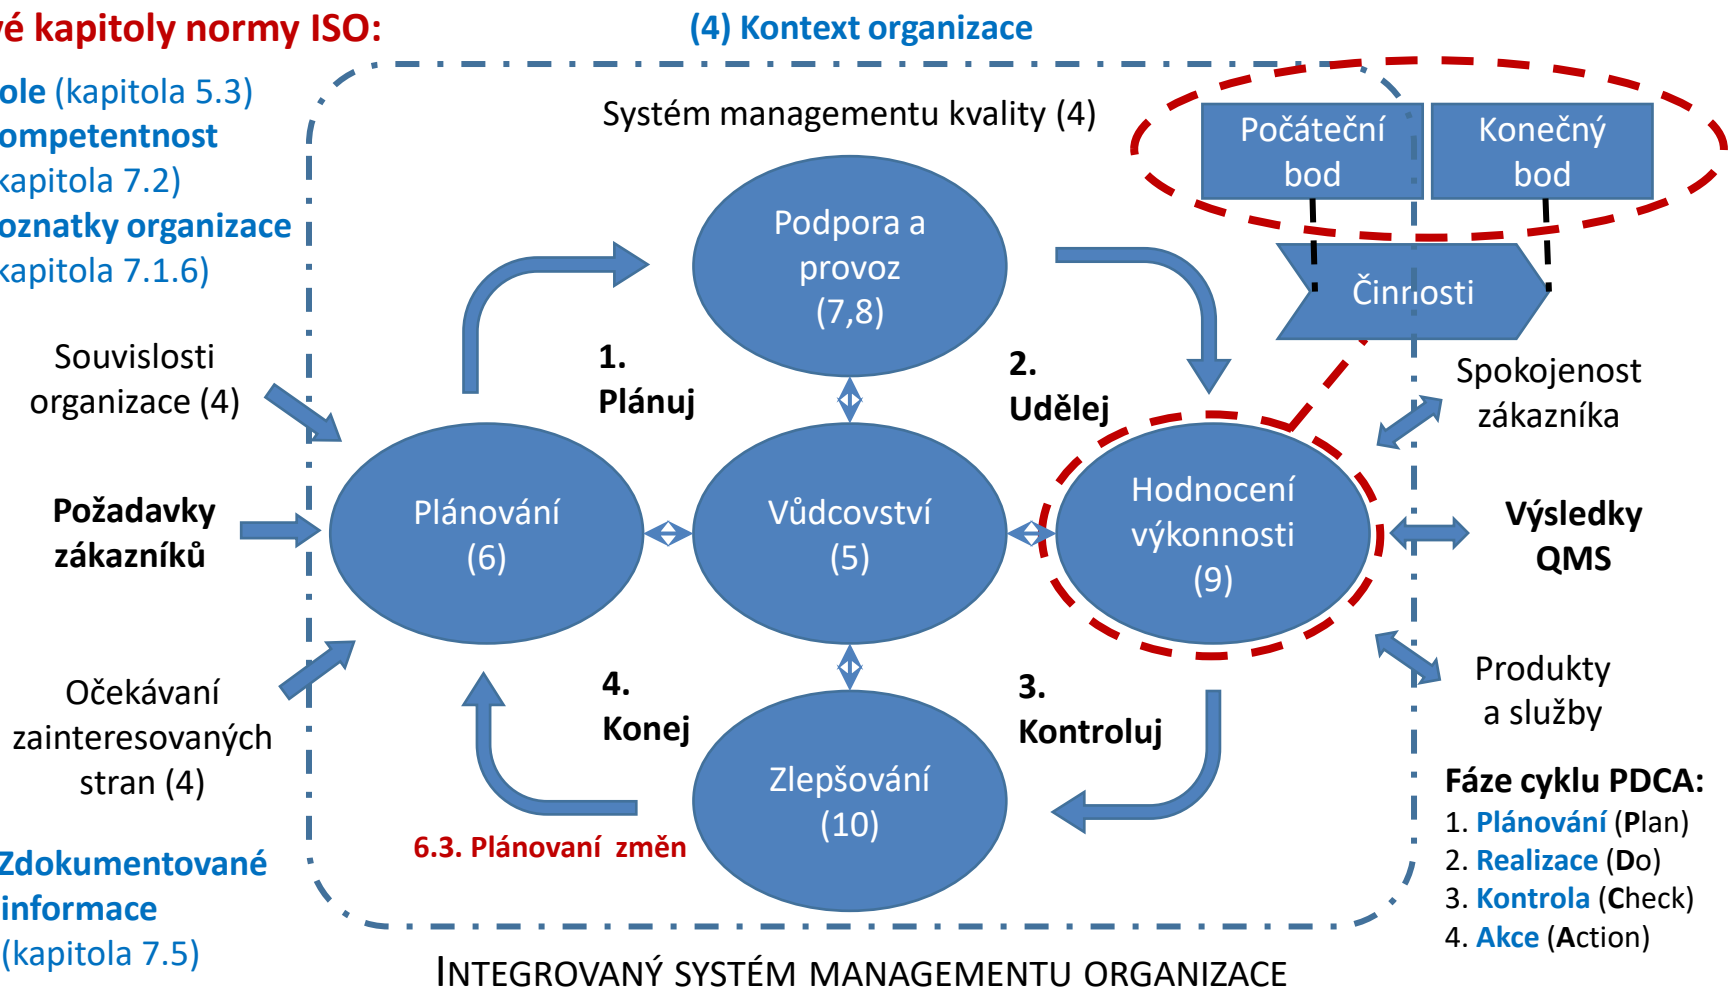 vé kapitoly normy ISO:
(4) Kontext organizace
ole (kapitola 5.3)
ompetentnost
kapitola 7.2)
oznatky organizace
kapitola 7.1.6)
Systém managementu kvality (4)
Počáteční
bod
Konečný
bod
Činnosti
Podpora a
provoz
(7,8)
1.
Plánuj
2.
Udělej
Souvislosti
organizace (4)
Spokojenost
zákazníka
Požadavky
zákazníků
Plánování
(6)
Vůdcovství
(5)
Hodnocení
výkonnosti
(9)
Výsledky
QMS
Očekávaní
zainteresovaných
stran (4)
4.
Konej
3.
Kontroluj
Produkty
a služby
Zlepšování
(10)
6.3. Plánovaní  změn
Zdokumentované
informace
(kapitola 7.5)
Fáze cyklu PDCA:
1. Plánování (Plan)
2. Realizace (Do)
3. Kontrola (Check)
4. Akce (Action)
INTEGROVANÝ SYSTÉM MANAGEMENTU ORGANIZACE